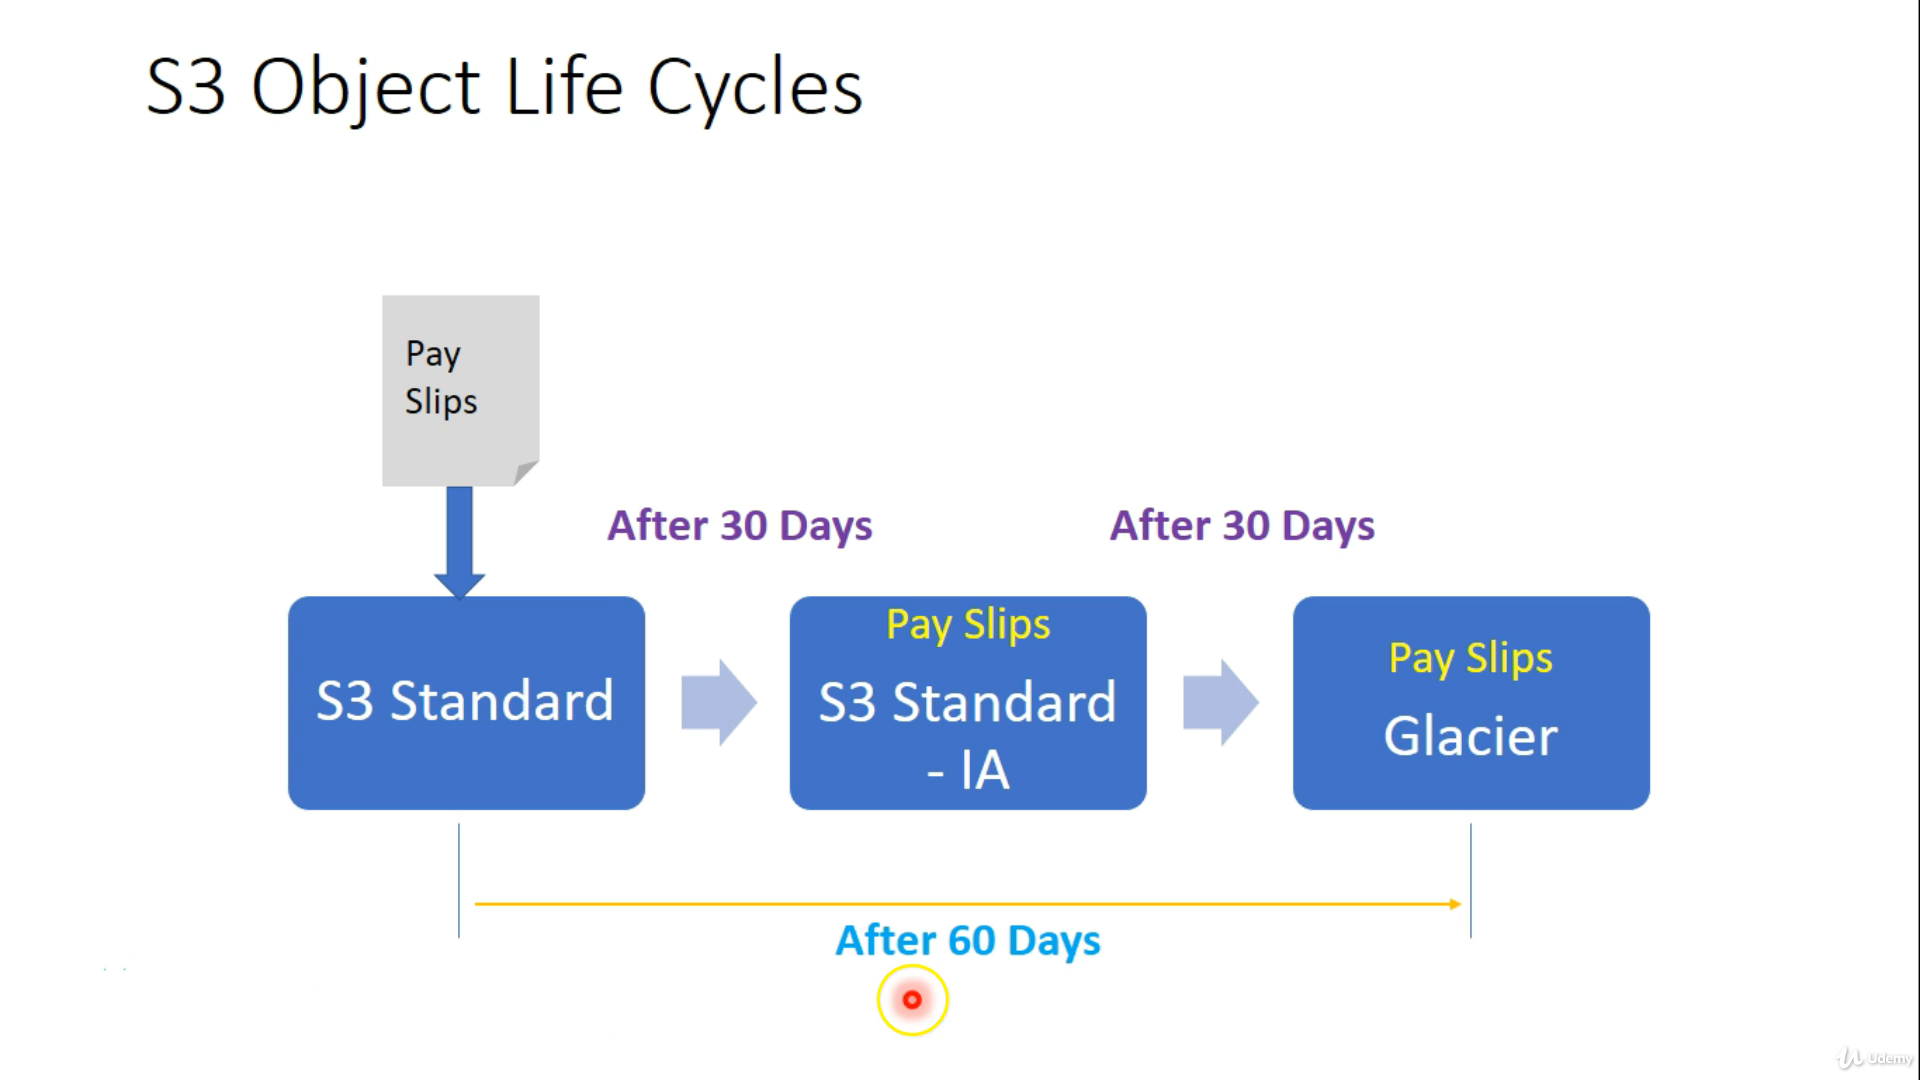 S3 Object Life Cycles
Pay
Slips
After 30 Days
After 30 Days
S3 Standard
Pay Slips
S3 Standard
- IA
Pay Slips
Glacier
After 60 Days
Udemy